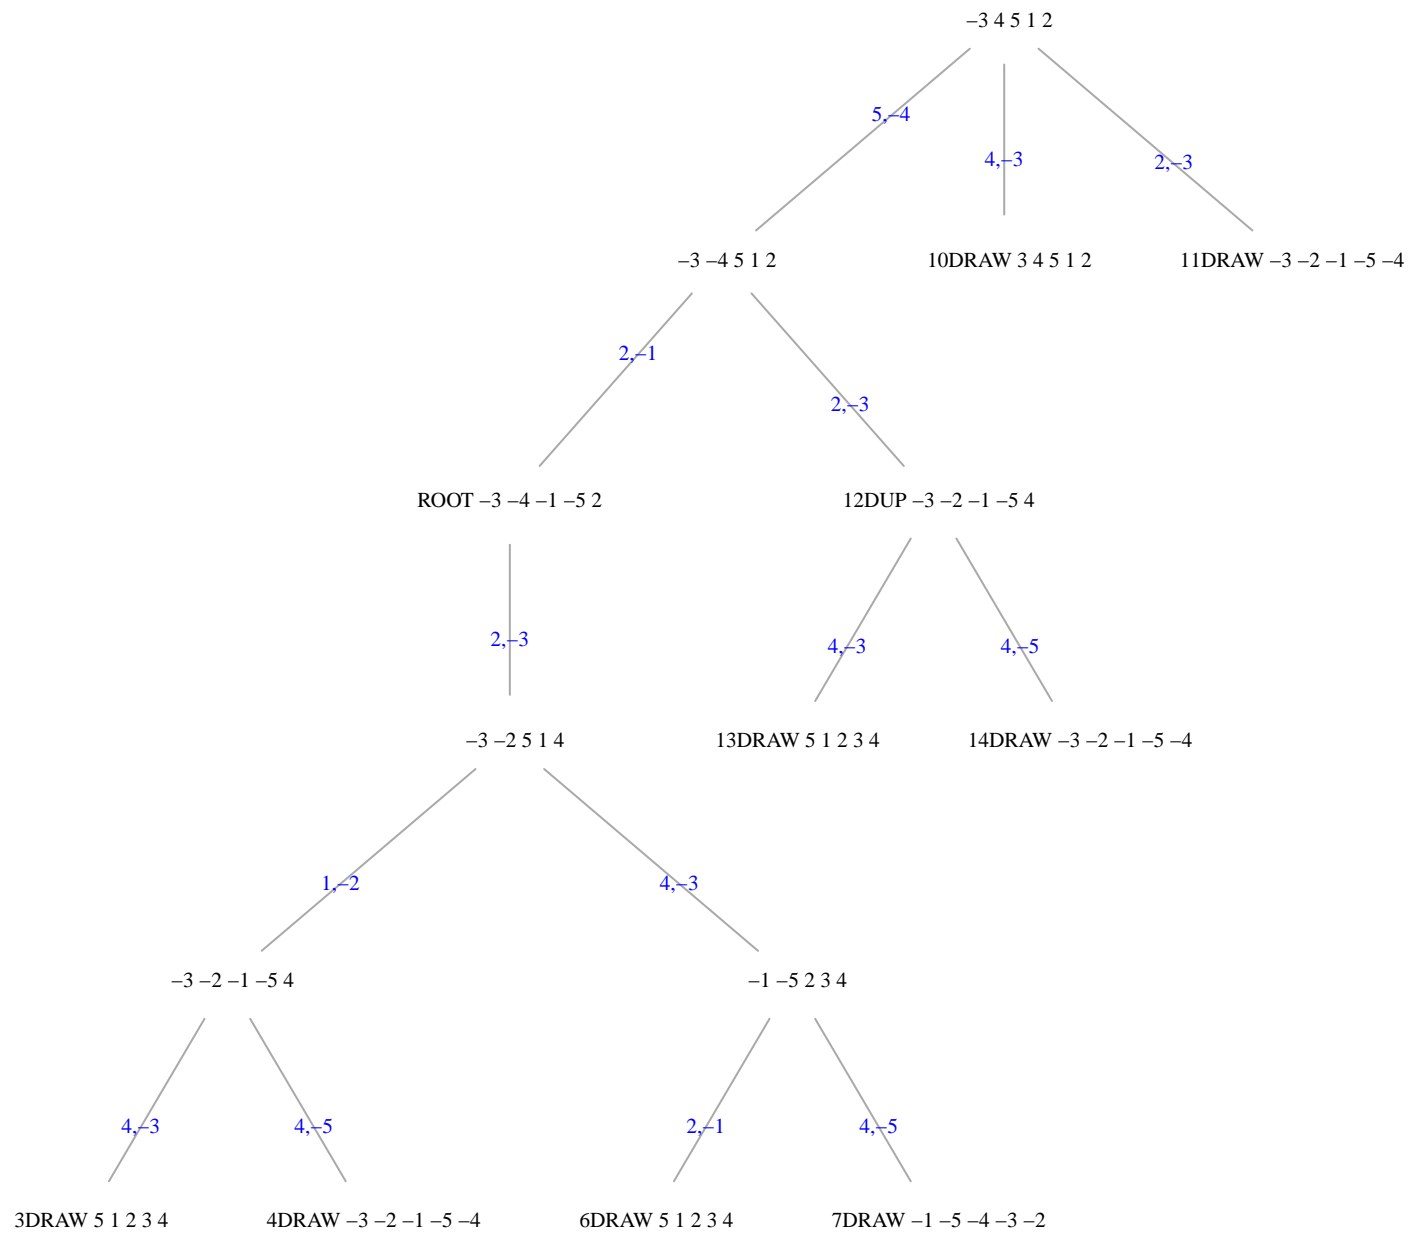 –3 4 5 1 2
5,–4
4,–3
2,–3
–3 –4 5 1 2
10DRAW 3 4 5 1 2
11DRAW –3 –2 –1 –5 –4
2,–1
2,–3
ROOT –3 –4 –1 –5 2
12DUP –3 –2 –1 –5 4
2,–3
4,–3
4,–5
–3 –2 5 1 4
13DRAW 5 1 2 3 4
14DRAW –3 –2 –1 –5 –4
1,–2
4,–3
–3 –2 –1 –5 4
–1 –5 2 3 4
4,–3
4,–5
2,–1
4,–5
3DRAW 5 1 2 3 4
4DRAW –3 –2 –1 –5 –4
6DRAW 5 1 2 3 4
7DRAW –1 –5 –4 –3 –2